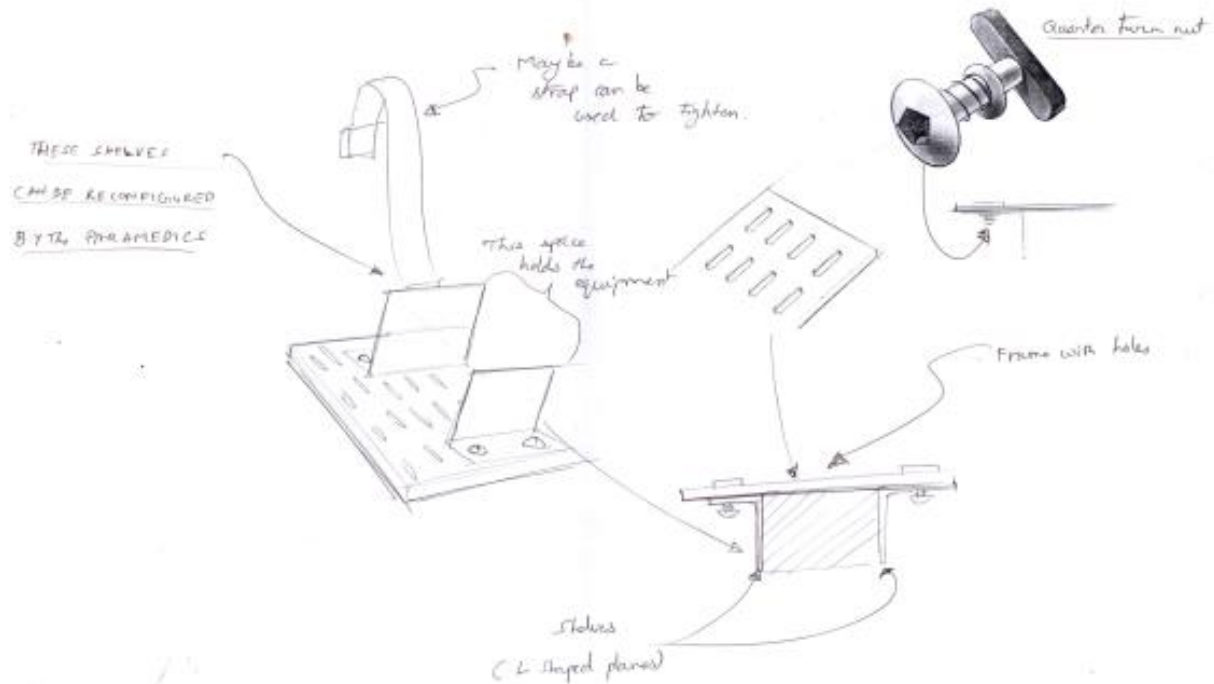 Quarter turn nut
Maybe a
strap can be
used to tighten.
THESE SHELVES
CAN BE RECONFIGURED
BY THE PARAMEDICS
This space
holds the
equipment
Frame with holes
Shelves
(L shaped planes)